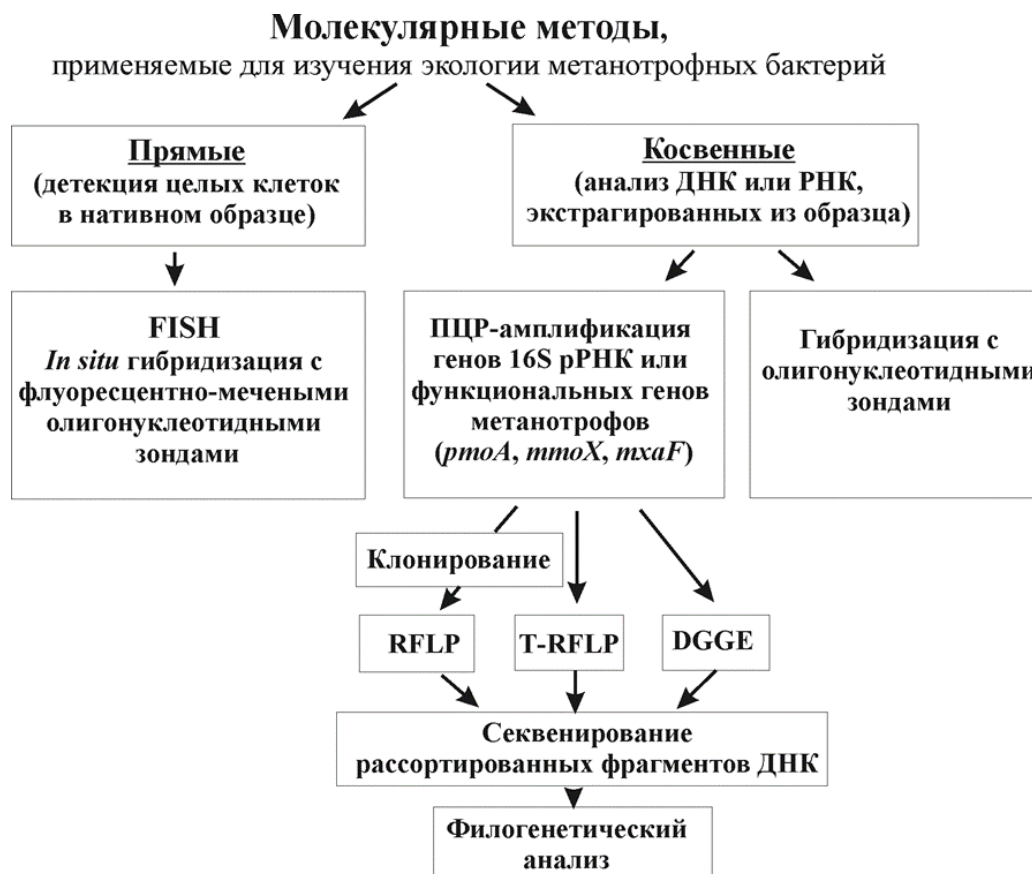 Молекулярные методы,
применяемые для изучения экологии метанотрофных бактерий
Прямые
(детекция целых клеток
в нативном образце)
Косвенные
(анализ ДНК или РНК,
экстрагированных из образца)
FISH
In situ гибридизация с
флуоресцентно-мечеными
олигонуклеотидными
зондами
ПЦР-амплификация
генов 16S рРНК или
функциональных генов
метанотрофов
(pmoA, mmoX, mxaF)
Гибридизация с
олигонуклеотидными
зондами
Клонирование
RFLP
T-RFLP
DGGE
Секвенирование
рассортированных фрагментов ДНК
Филогенетический
анализ